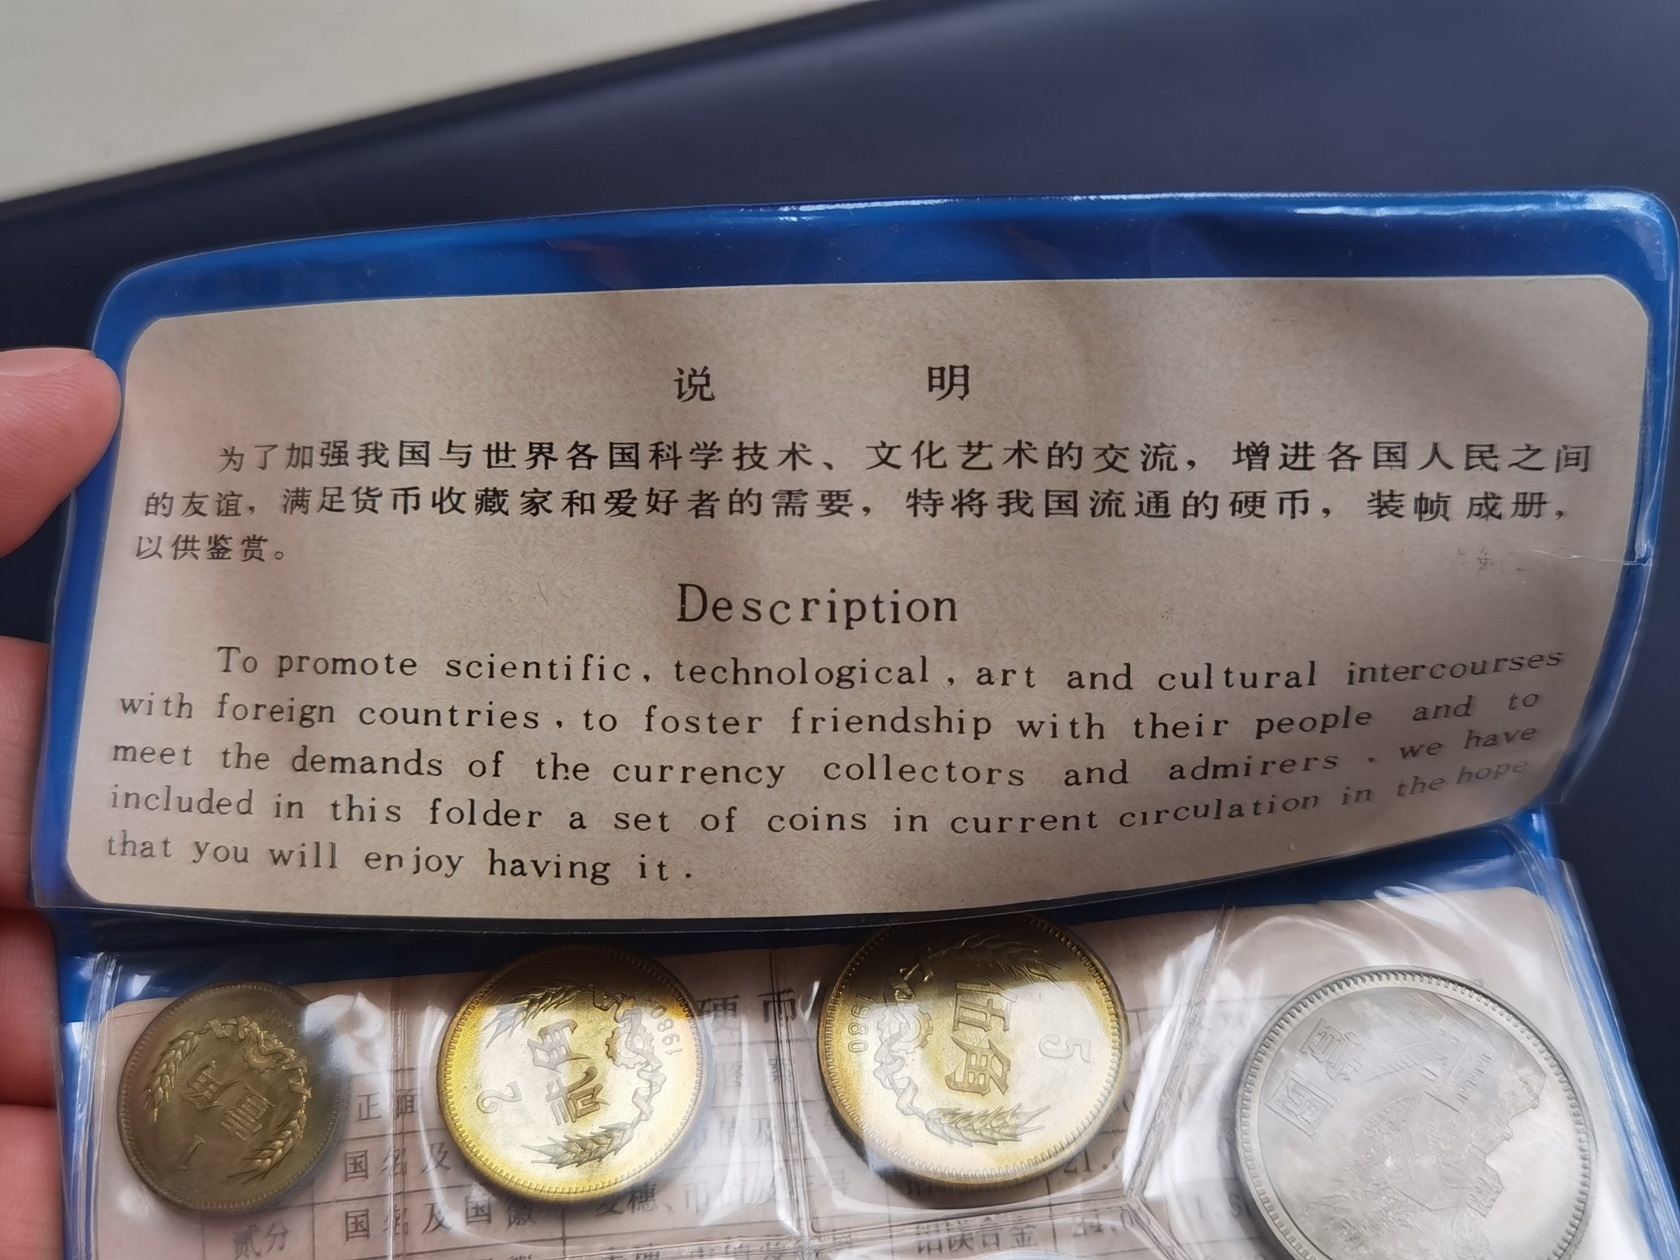 说 明
为了加强我国与世界各国科学技术、文化艺术的交流，增进各国人民之间
的友谊，满足货币收藏家和爱好者的需要，特将我国流通的硬币，装帧成册，
以供鉴赏。
Description
To promote scientific, technological, art and cultural intercourses
with foreign countries, to foster friendship with their people and to
meet the demands of the currency collectors and admirers. we have
included in this folder a set of coins in current circulation in the hope
that you will enjoy having it.
1
1980
贰角
2
1980
伍角
5
硬币
正面
国名及
贰分
国名及国徽
麦穗、币值及年号
铝镁合金